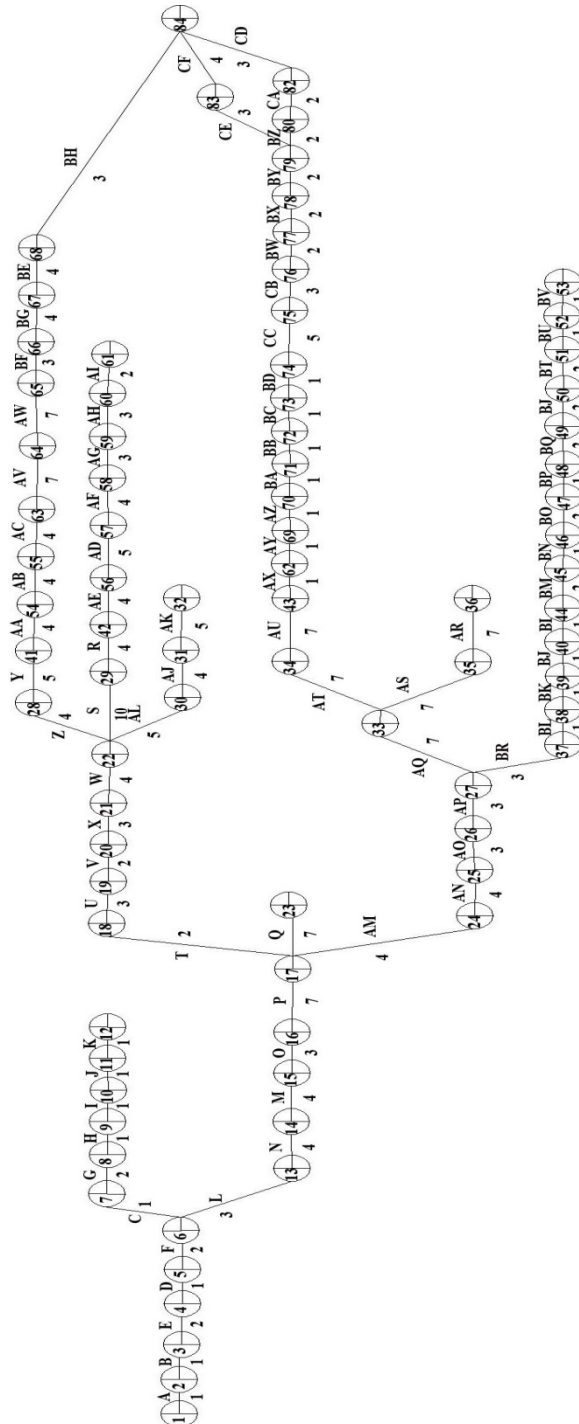 Y AA AB AC AV AW BF BG BE
28 41 54 55 63 64 65 66 67 68
5 4 4 4 7 7 3 4 4
Z BH
4 3
G H I J K U V X W S R AE AD AF AG AH AI
7 8 9 10 11 12 18 19 20 21 22 29 42 56 57 58 59 60 61
2 1 1 1 1 3 2 3 4 10 4 4 5 4 3 3 2
C T AL
1 2 5
A B E D F AJ AK
1 2 3 4 5 6 30 31 32 84
1 1 2 1 2 4 5
CF CD
4 3
83
CE
3
L
3
N M O P Q AU AX AY AZ BA BB BC BD CC CB BW BX BY BZ CA
13 14 15 16 17 23 34 43 62 69 70 71 72 73 74 75 76 77 78 79 80 82
4 4 3 7 7 7 1 1 1 1 1 1 1 5 3 2 2 2 2 2
AM AT
4 7
33
AQ AS
7 7
AN AO AP AR
24 25 26 27 35 36
4 3 3 7
BR
3
BL BK BJ BI BM BN BO BP BQ BJ BT BU BV
37 38 39 40 44 45 46 47 48 49 50 51 52 53